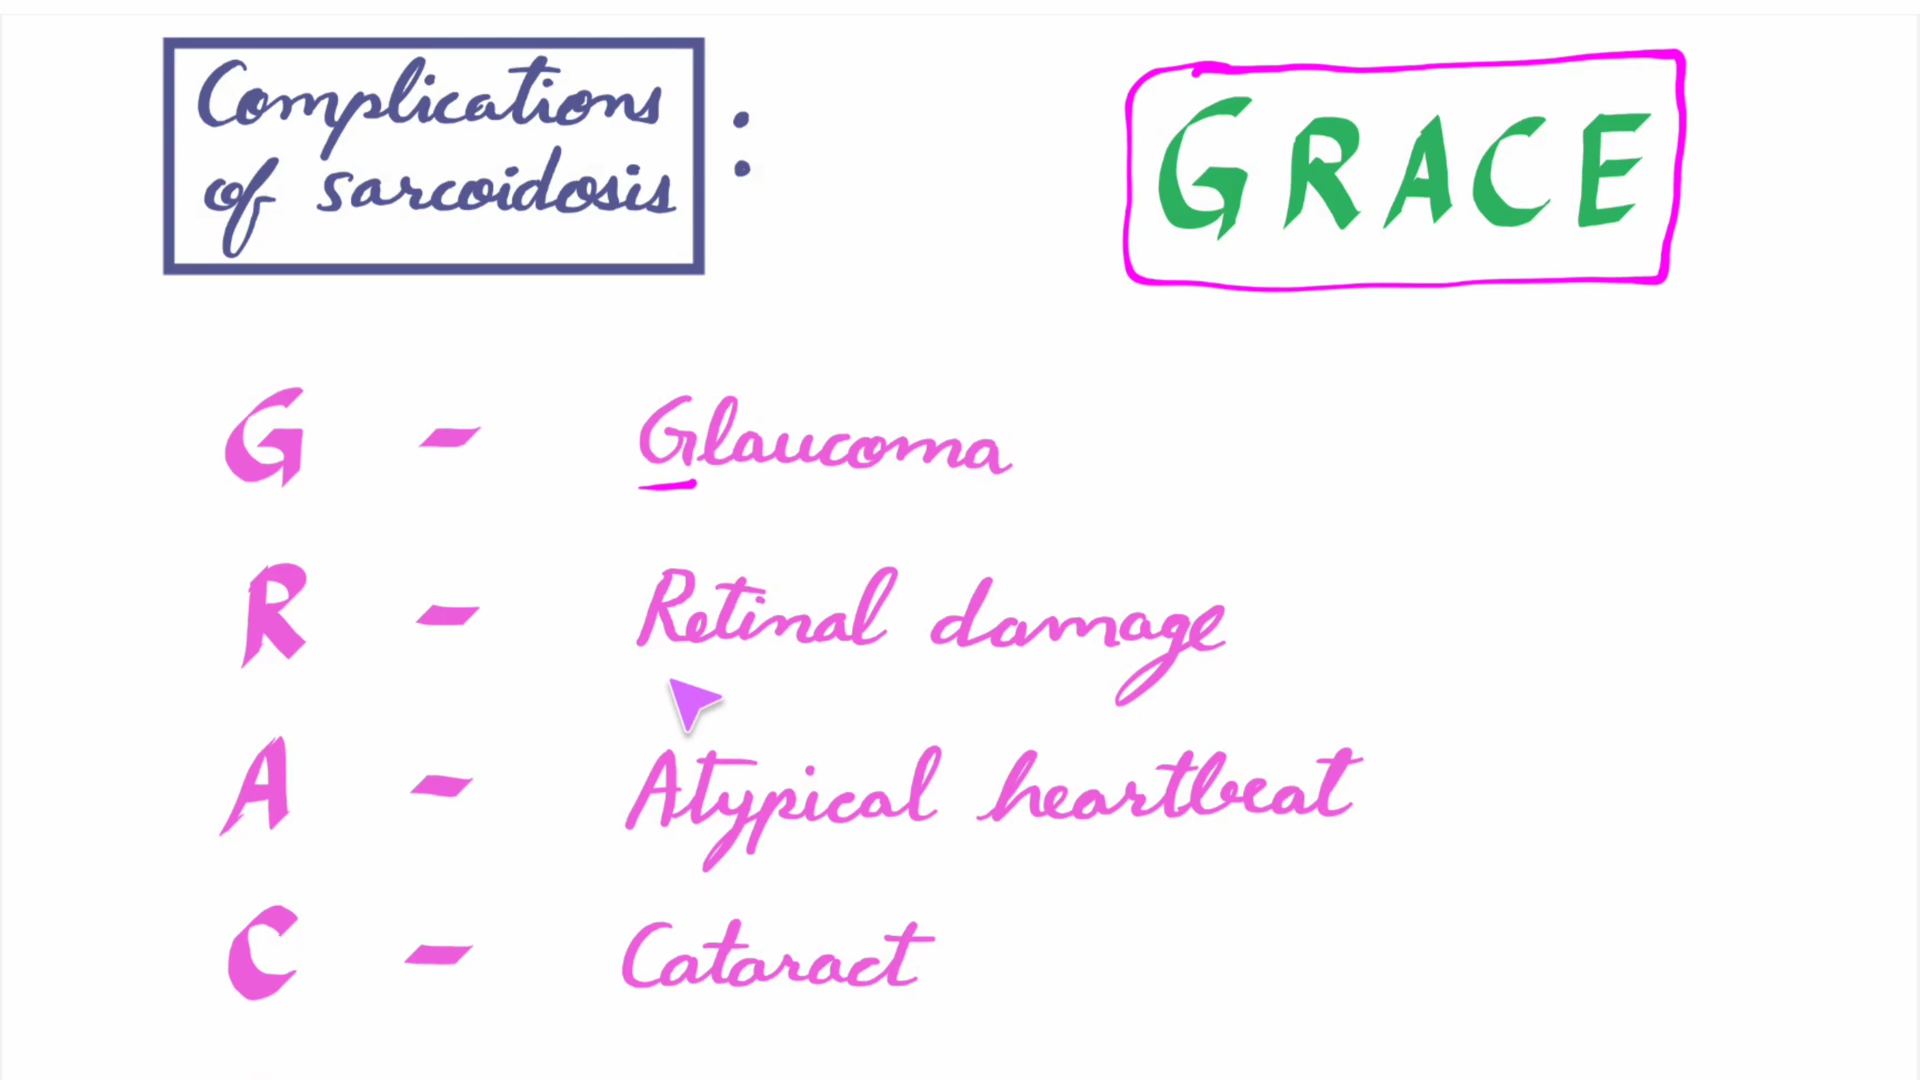 Complications
of sarcoidosis :
GRACE
G - Glaucoma
R - Retinal damage
A - Atypical heartbeat
C - Cataract